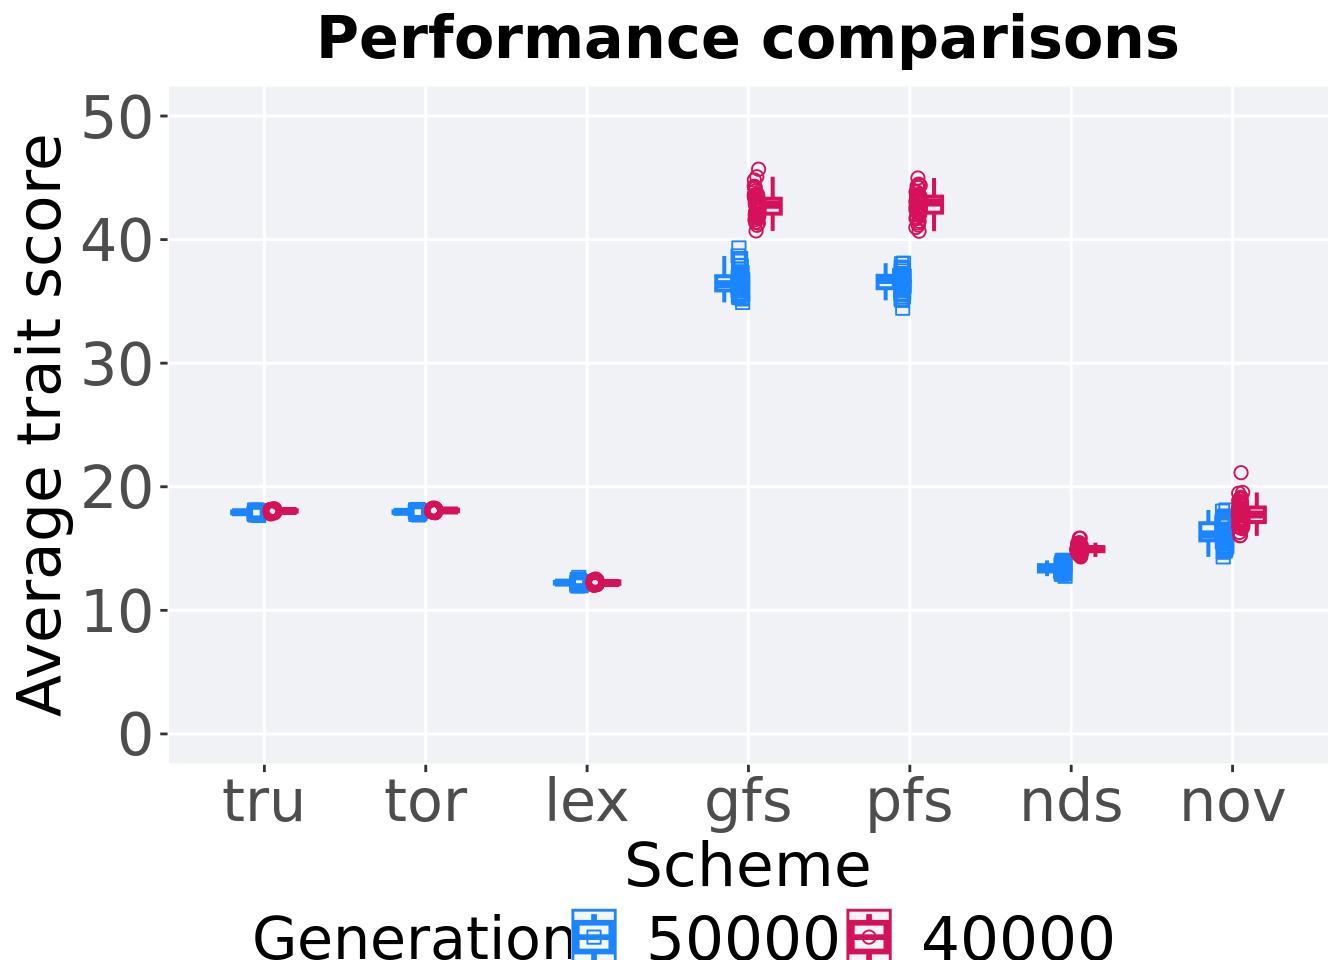 Performance comparisons
Average trait score
50
40
30
20
10
0
tru tor lex gfs pfs nds nov
Scheme
Generation 50000 40000